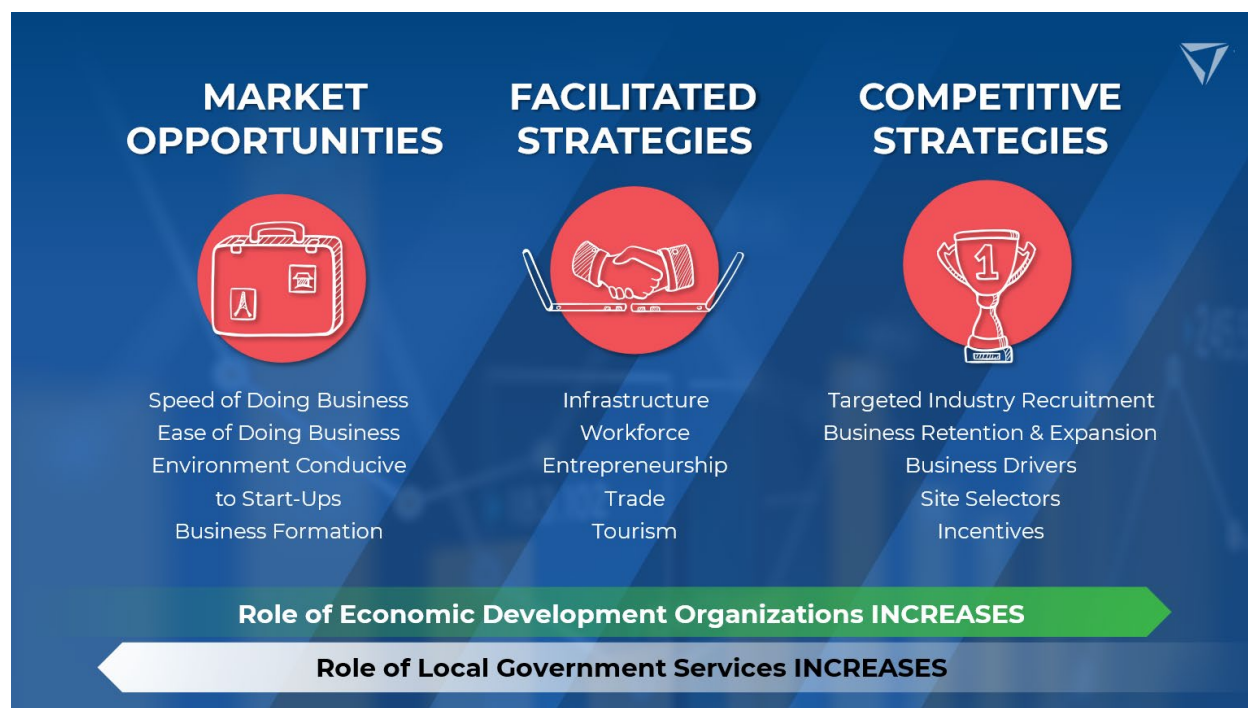 MARKET
OPPORTUNITIES
Speed of Doing Business
Ease of Doing Business
Environment Conducive
to Start-Ups
Business Formation
FACILITATED
STRATEGIES
Infrastructure
Workforce
Entrepreneurship
Trade
Tourism
COMPETITIVE
STRATEGIES
1
Targeted Industry Recruitment
Business Retention & Expansion
Business Drivers
Site Selectors
Incentives
Role of Economic Development Organizations INCREASES
Role of Local Government Services INCREASES